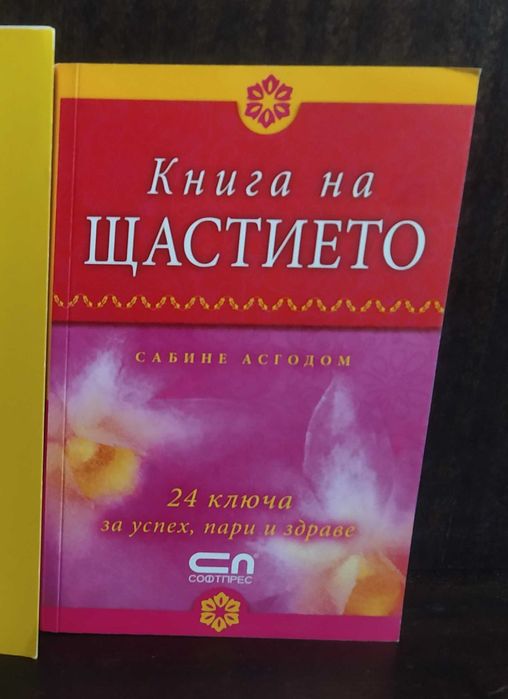 Книга на
ЩАСТИЕТО
САБИНЕ АСГОДОМ
24 ключа
за успех, пари и здраве
СП®
СОФТПРЕС